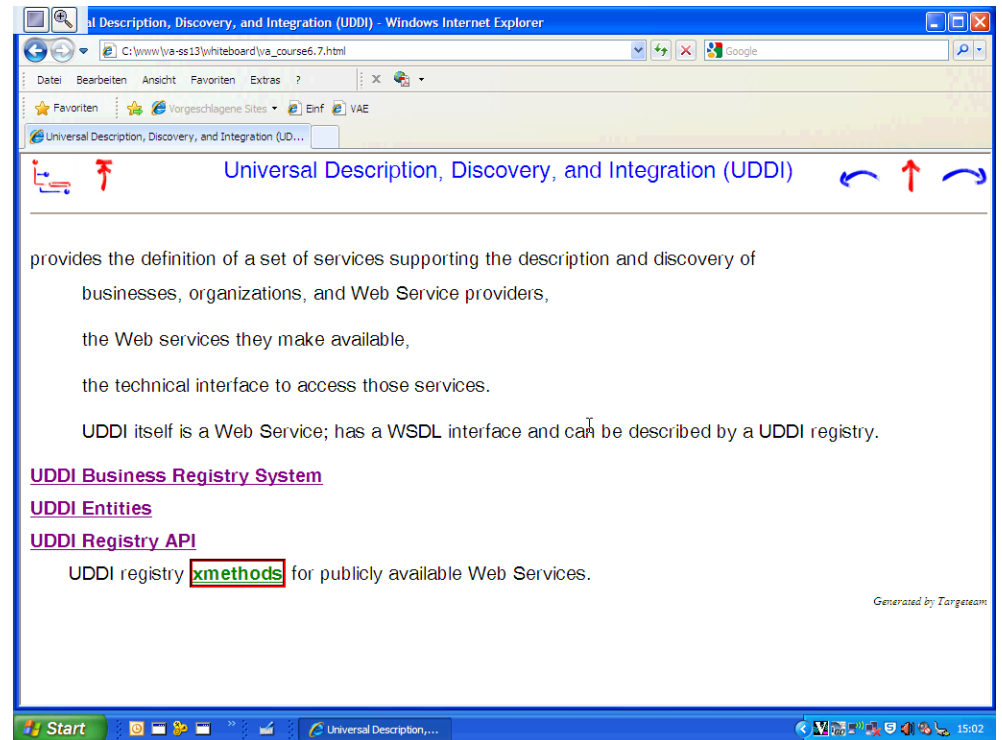 al Description, Discovery, and Integration (UDDI) - Windows Internet Explorer
C:\www\va-ss13\whiteboard\va_course6.7.html
Google
Datei Bearbeiten Ansicht Favoriten Extras ?
Favoriten Vorgeschlagene Sites Einf VAE
Universal Description, Discovery, and Integration (UD...
Universal Description, Discovery, and Integration (UDDI)
provides the definition of a set of services supporting the description and discovery of
businesses, organizations, and Web Service providers,
the Web services they make available,
the technical interface to access those services.
UDDI itself is a Web Service; has a WSDL interface and can be described by a UDDI registry.
UDDI Business Registry System
UDDI Entities
UDDI Registry API
UDDI registry xmethods for publicly available Web Services.
Generated by Targeteam
Start Universal Description,... 15:02